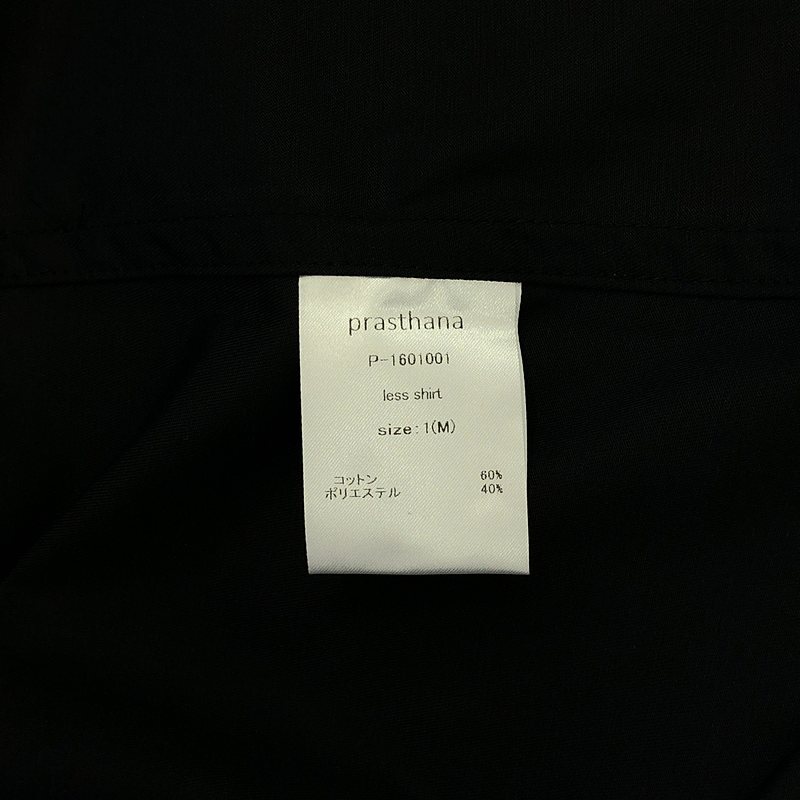 prasthana
P-1601001
less shirt
size:1(M)
コットン 60%
ポリエステル 40%